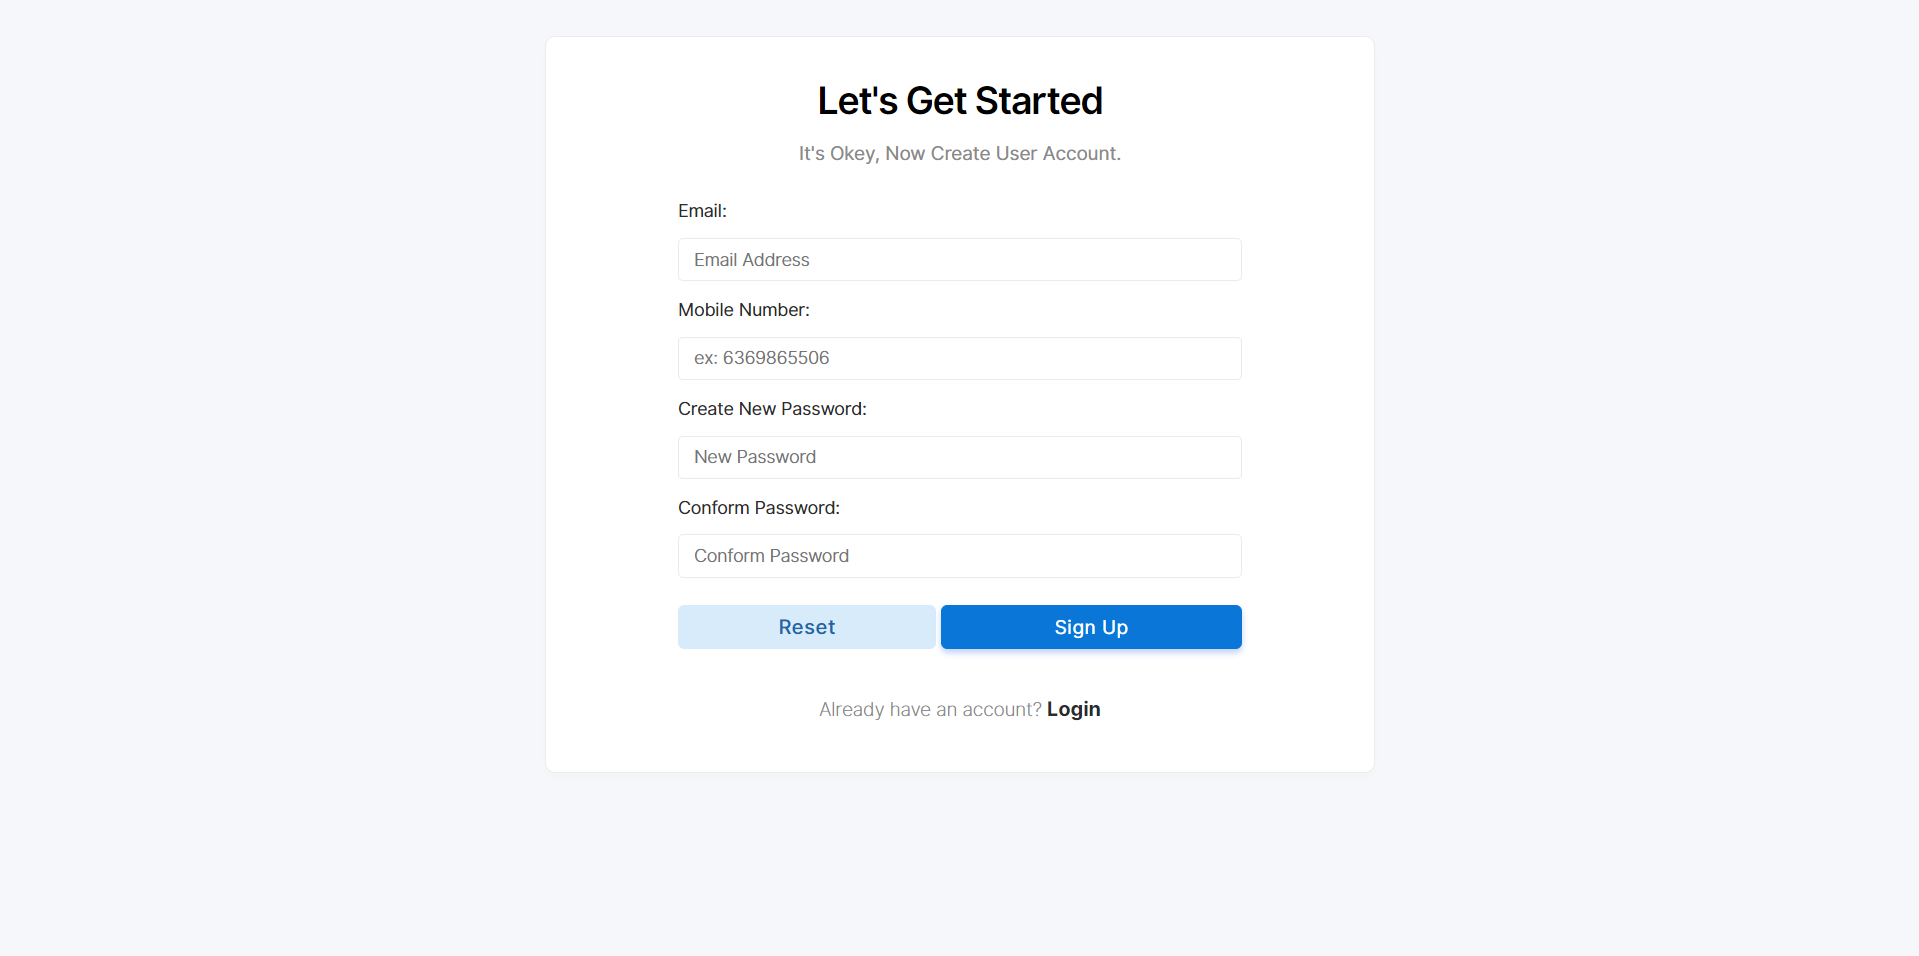 Let's Get Started
It's Okey, Now Create User Account.
Email:
Email Address
Mobile Number:
ex: 6369865506
Create New Password:
New Password
Conform Password:
Conform Password
Reset Sign Up
Already have an account? Login